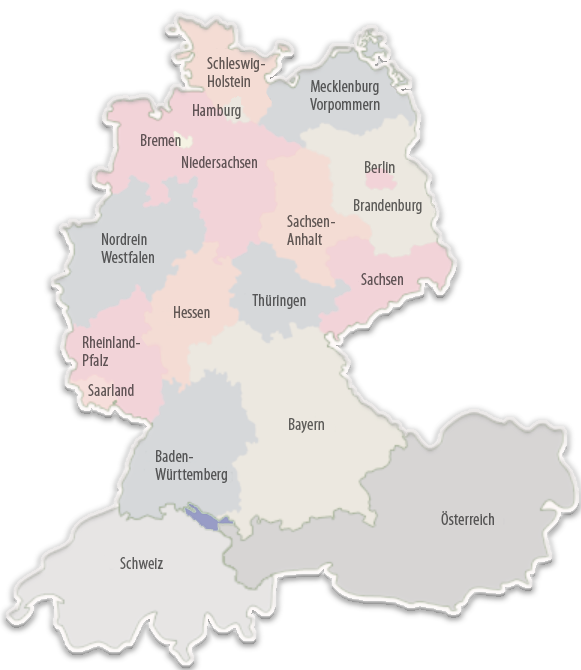 Schleswig-
Holstein
Mecklenburg
Vorpommern
Hamburg
Bremen
Niedersachsen
Berlin
Brandenburg
Sachsen-
Anhalt
Nordrein
Westfalen
Sachsen
Thüringen
Hessen
Rheinland-
Pfalz
Saarland
Bayern
Baden-
Württemberg
Österreich
Schweiz